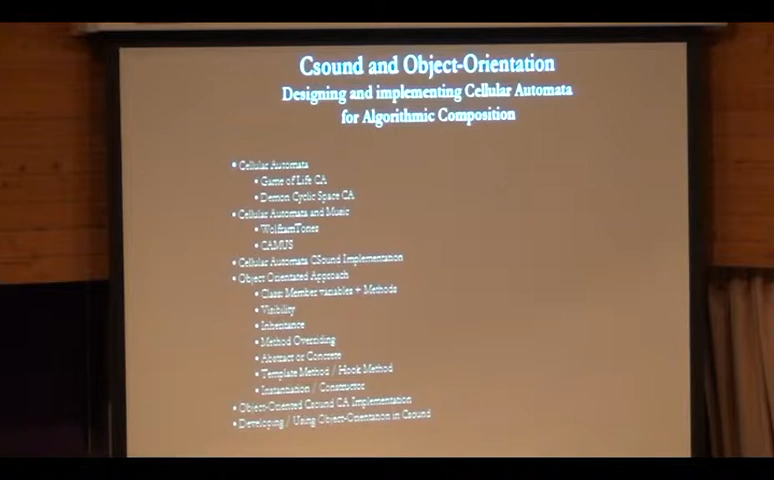 Csound and Object-Orientation
Designing and implementing Cellular Automata
for Algorithmic Composition
• Cellular Automata
• Game of Life CA
• Demon Cyclic Space CA
• Cellular Automata and Music
• WolframTones
• CAMUS
• Cellular Automata CSound Implementation
• Object Orientated Approach
• Class: Member variables + Methods
• Visibility
• Inheritance
• Method Overriding
• Abstract or Concrete
• Template Method / Hook Method
• Instantiation / Constructor
• Object-Oriented Csound CA Implementation
• Developing / Using Object-Orientation in Csound